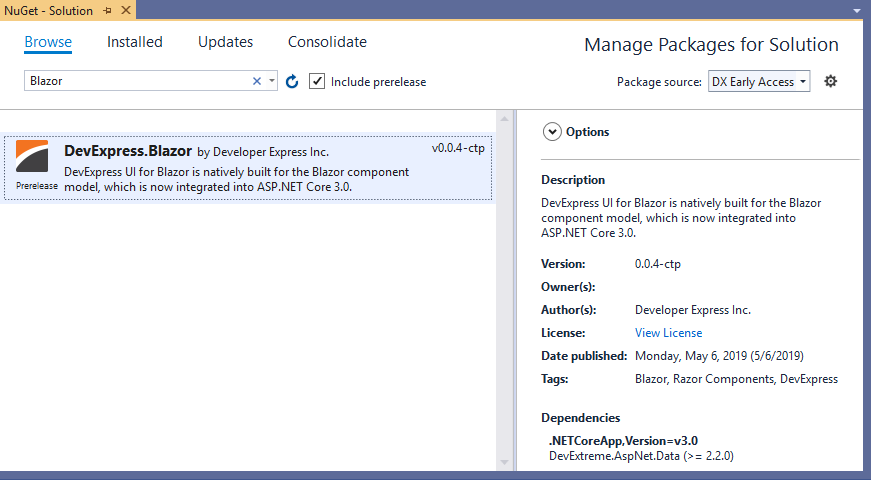 NuGet - Solution
Browse Installed Updates Consolidate
Manage Packages for Solution
Blazor
Include prerelease
Package source: DX Early Access
DevExpress.Blazor by Developer Express Inc.
v0.0.4-ctp
DevExpress UI for Blazor is natively built for the Blazor component
model, which is now integrated into ASP.NET Core 3.0.
Prerelease
Options
Description
DevExpress UI for Blazor is natively built for the Blazor
component model, which is now integrated into
ASP.NET Core 3.0.
Version: 0.0.4-ctp
Owner(s):
Author(s): Developer Express Inc.
License: View License
Date published: Monday, May 6, 2019 (5/6/2019)
Tags: Blazor, Razor Components, DevExpress
Dependencies
.NETCoreApp,Version=v3.0
DevExtreme.AspNet.Data (>= 2.2.0)